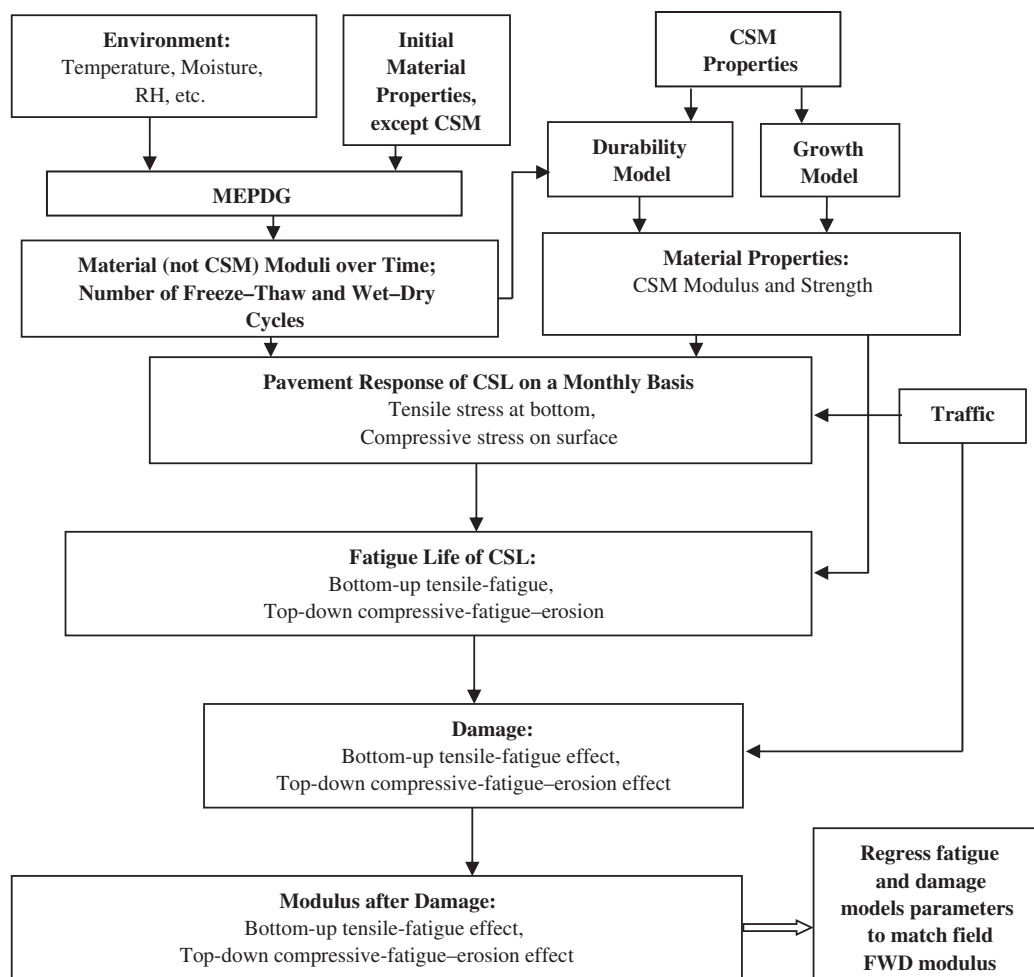 Environment:
Temperature, Moisture,
RH, etc.
Initial
Material
Properties,
except CSM
CSM
Properties
Durability
Model
Growth
Model
MEPDG
Material (not CSM) Moduli over Time;
Number of Freeze–Thaw and Wet–Dry
Cycles
Material Properties:
CSM Modulus and Strength
Pavement Response of CSL on a Monthly Basis
Tensile stress at bottom,
Compressive stress on surface
Traffic
Fatigue Life of CSL:
Bottom-up tensile-fatigue,
Top-down compressive-fatigue–erosion
Damage:
Bottom-up tensile-fatigue effect,
Top-down compressive-fatigue–erosion effect
Modulus after Damage:
Bottom-up tensile-fatigue effect,
Top-down compressive-fatigue–erosion effect
Regress fatigue
and damage
models parameters
to match field
FWD modulus